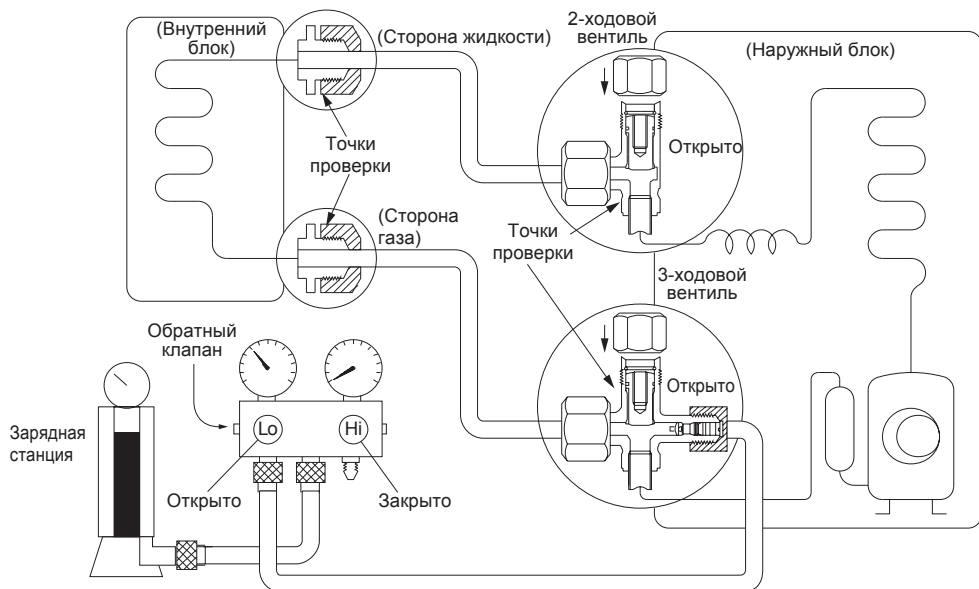 (Внутренний
блок)
(Сторона жидкости)
2-ходовой
вентиль
(Наружный блок)
Открыто
Точки
проверки
(Сторона
газа)
Точки
проверки
3-ходовой
вентиль
Обратный
клапан
Открыто
Зарядная
станция
Lo
Hi
Открыто
Закрыто